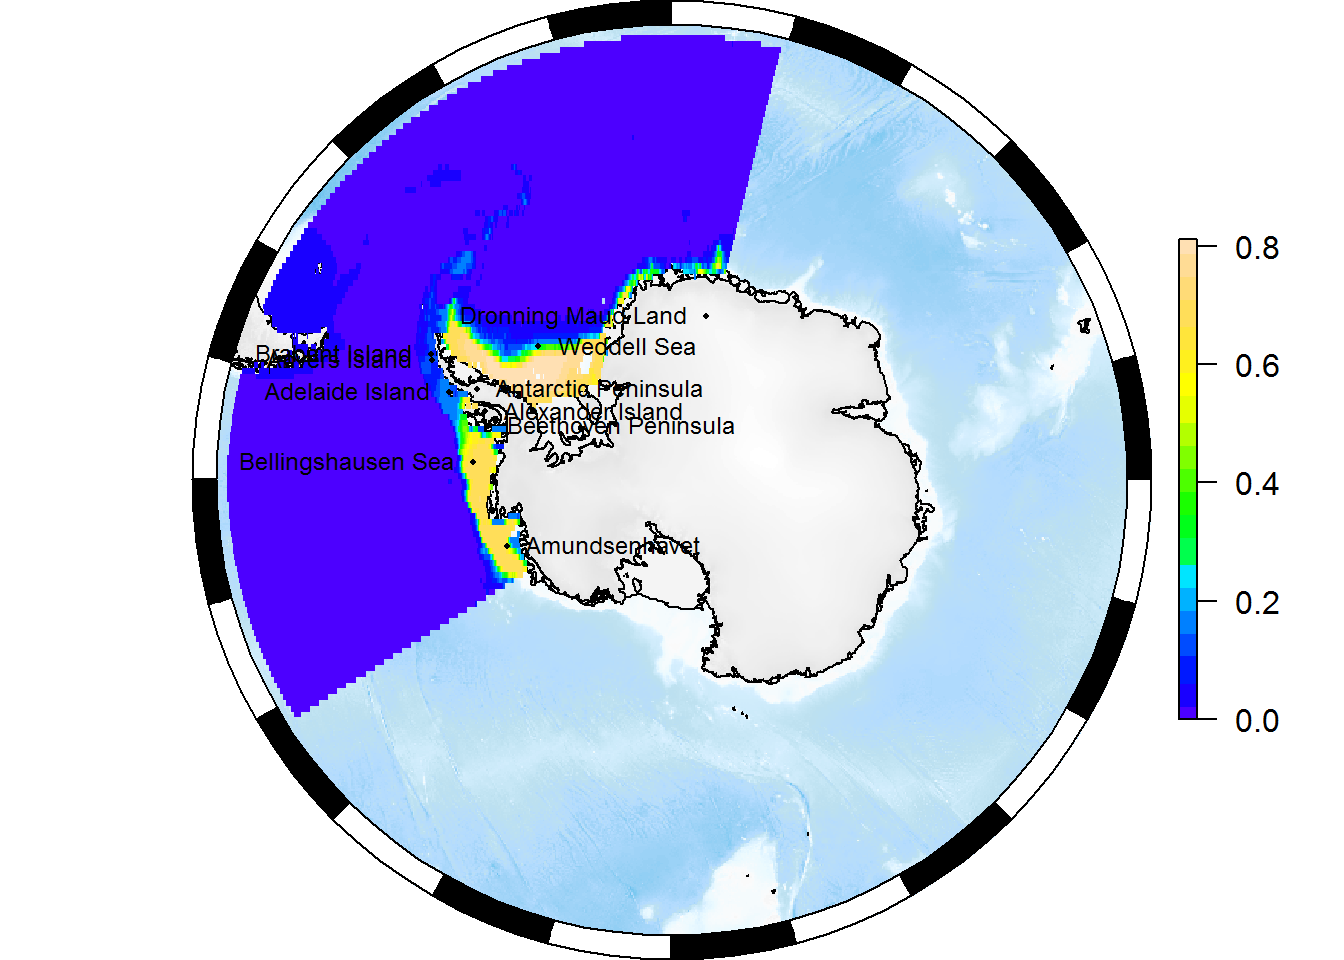 0.8
Dronning Maud Land
Weddell Sea
Brabant Island
Anvers Island
0.6
Adelaide Island
Antarctic Peninsula
Alexander Island
Beethoven Peninsula
Bellingshausen Sea
0.4
Amundsenhavet
0.2
0.0